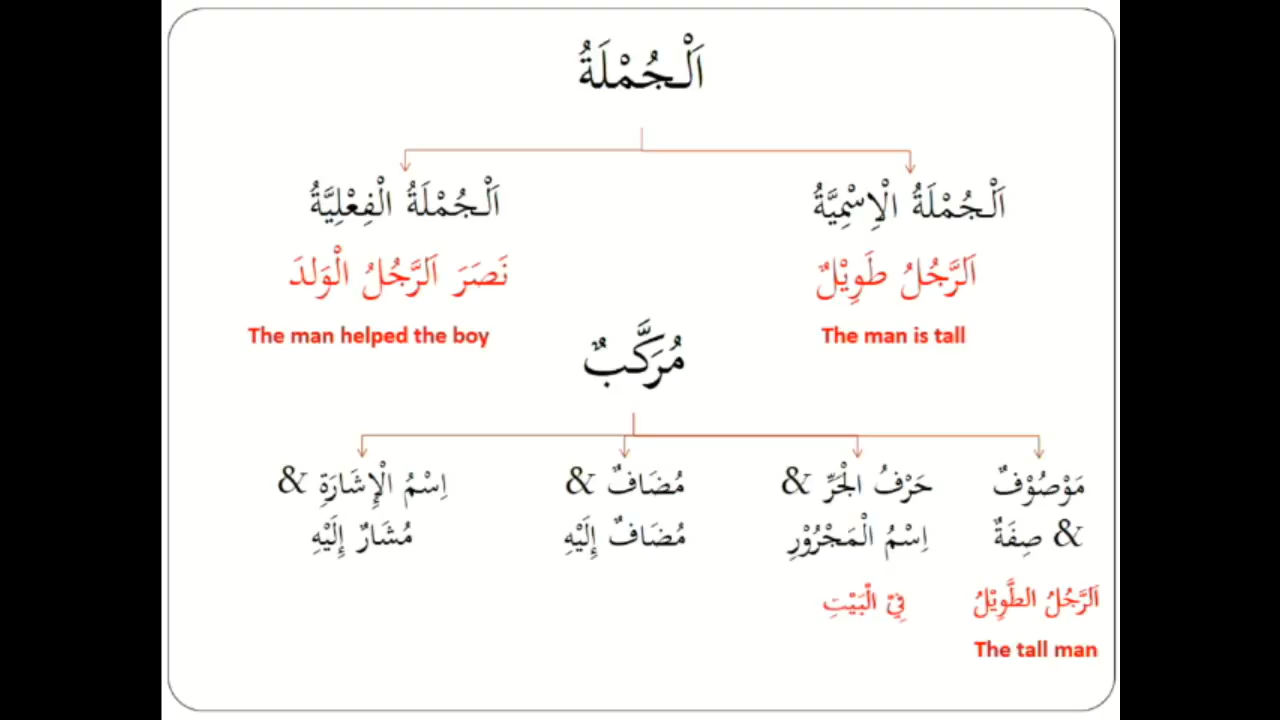 اَلْجُمْلَةُ
اَلْجُمْلَةُ الْاِسْمِيَّةُ
اَلْجُمْلَةُ الْفِعْلِيَّةُ
اَلرَّجُلُ طَوِيْلٌ
نَصَرَ اَلرَّجُلُ الْوَلدَ
The man is tall
The man helped the boy
مُرَكَّبٌ
مَوْصُوْفٌ
& صِفَةٌ
حَرْفُ الْجَرِّ &
اِسْمُ الْمَجْرُوْرِ
مُضَافٌ &
مُضَافٌ إِلَيْهِ
اِسْمُ الْإِشَارَةِ &
مُشَارٌ إِلَيْهِ
اَلرَّجُلُ الطَّوِيْلُ
فِيْ الْبَيْتِ
The tall man